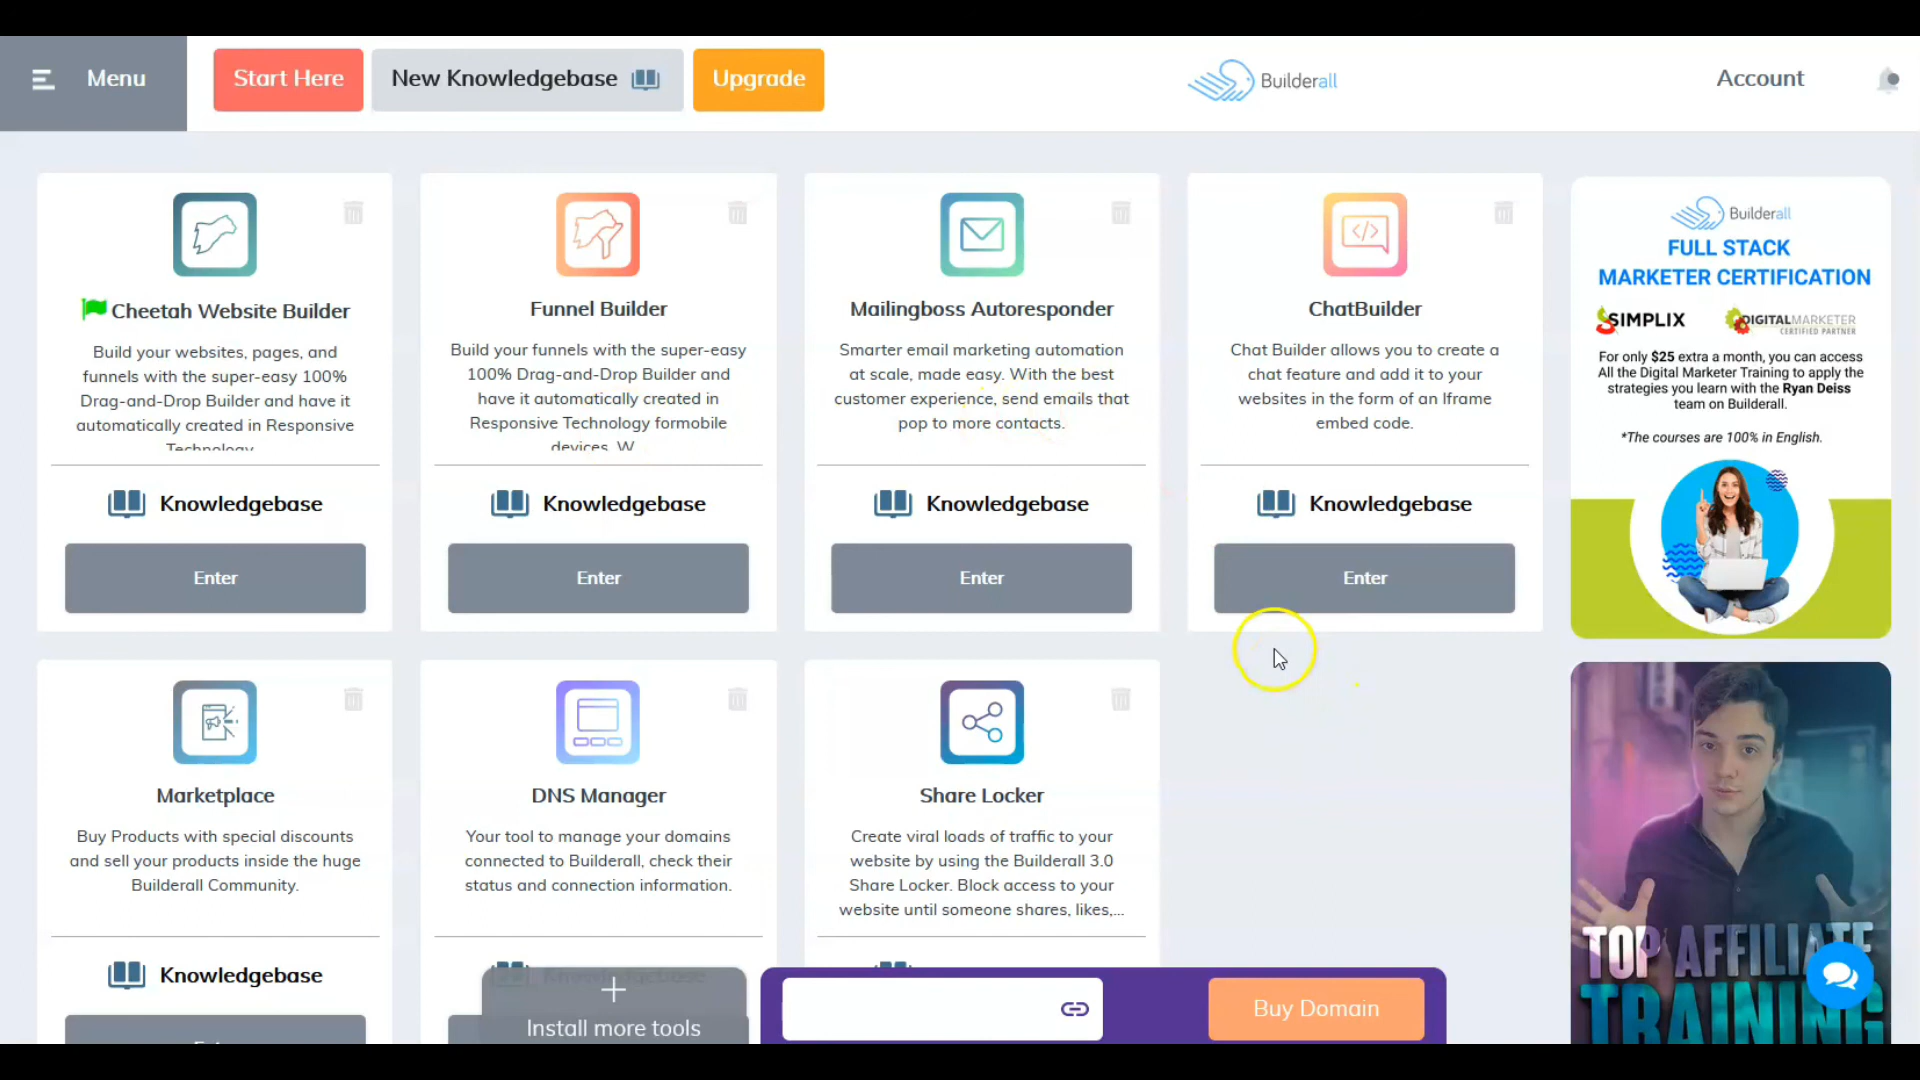 Menu
Start Here
New Knowledgebase
Upgrade
Builderall
Account
Cheetah Website Builder
Build your websites, pages, and
funnels with the super-easy 100%
Drag-and-Drop Builder and have it
automatically created in Responsive
Technology
Knowledgebase
Enter
Funnel Builder
Build your funnels with the super-easy
100% Drag-and-Drop Builder and
have it automatically created in
Responsive Technology formobile
devices. W
Knowledgebase
Enter
Mailingboss Autoresponder
Smarter email marketing automation
at scale, made easy. With the best
customer experience, send emails that
pop to more contacts.
Knowledgebase
Enter
ChatBuilder
Chat Builder allows you to create a
chat feature and add it to your
websites in the form of an Iframe
embed code.
Knowledgebase
Enter
Builderall
FULL STACK
MARKETER CERTIFICATION
SIMPLIX
DIGITALMARKETER
CERTIFIED PARTNER
For only $25 extra a month, you can access
All the Digital Marketer Training to apply the
strategies you learn with the Ryan Deiss
team on Builderall.
*The courses are 100% in English.
Marketplace
Buy Products with special discounts
and sell your products inside the huge
Builderall Community.
Knowledgebase
DNS Manager
Your tool to manage your domains
connected to Builderall, check their
status and connection information.
Knowledgebase
Share Locker
Create viral loads of traffic to your
website by using the Builderall 3.0
Share Locker. Block access to your
website until someone shares, likes,...
TOP AFFILIATE
TRAINING
Install more tools
Buy Domain